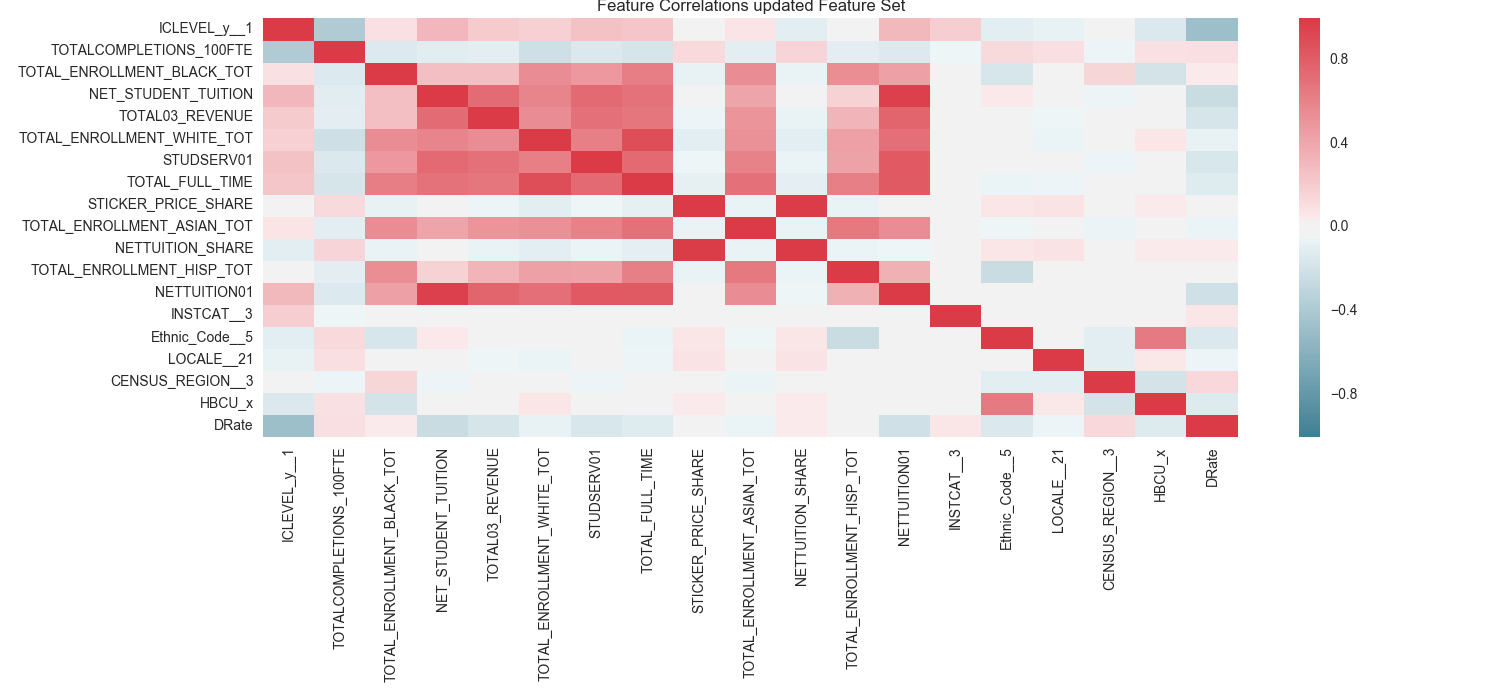 Feature Correlations updated Feature Set
ICLEVEL_y__1
TOTALCOMPLETIONS_100FTE
TOTAL_ENROLLMENT_BLACK_TOT
NET_STUDENT_TUITION
TOTAL03_REVENUE
TOTAL_ENROLLMENT_WHITE_TOT
STUDSERV01
TOTAL_FULL_TIME
STICKER_PRICE_SHARE
TOTAL_ENROLLMENT_ASIAN_TOT
NETTUITION_SHARE
TOTAL_ENROLLMENT_HISP_TOT
NETTUITION01
INSTCAT__3
Ethnic_Code__5
LOCALE__21
CENSUS_REGION__3
HBCU_x
DRate
0.8
0.4
0.0
−0.4
−0.8
ICLEVEL_y__1
TOTALCOMPLETIONS_100FTE
TOTAL_ENROLLMENT_BLACK_TOT
NET_STUDENT_TUITION
TOTAL03_REVENUE
TOTAL_ENROLLMENT_WHITE_TOT
STUDSERV01
TOTAL_FULL_TIME
STICKER_PRICE_SHARE
TOTAL_ENROLLMENT_ASIAN_TOT
NETTUITION_SHARE
TOTAL_ENROLLMENT_HISP_TOT
NETTUITION01
INSTCAT__3
Ethnic_Code__5
LOCALE__21
CENSUS_REGION__3
HBCU_x
DRate